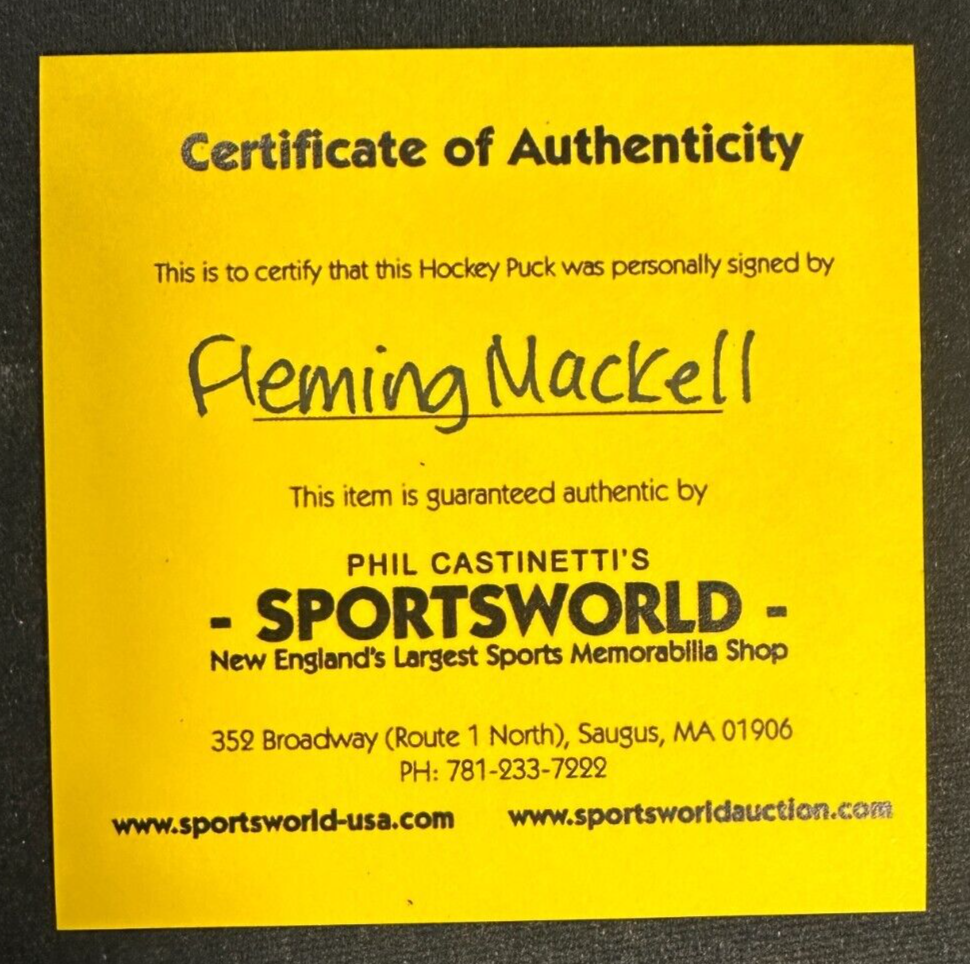 Certificate of Authenticity
This is to certify that this Hockey Puck was personally signed by
Fleming Mackell
This item is guaranteed authentic by
PHIL CASTINETTI'S
- SPORTSWORLD -
New England's Largest Sports Memorabilia Shop
352 Broadway (Route 1 North), Saugus, MA 01906
PH: 781-233-7222
www.sportsworld-usa.com www.sportsworldauction.com